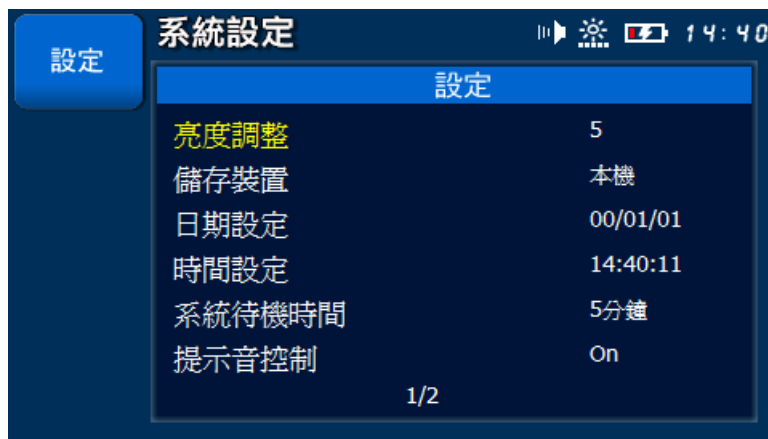 設定
系統設定
14:40
設定
亮度調整 5
儲存裝置 本機
日期設定 00/01/01
時間設定 14:40:11
系統待機時間 5分鐘
提示音控制 On
1/2